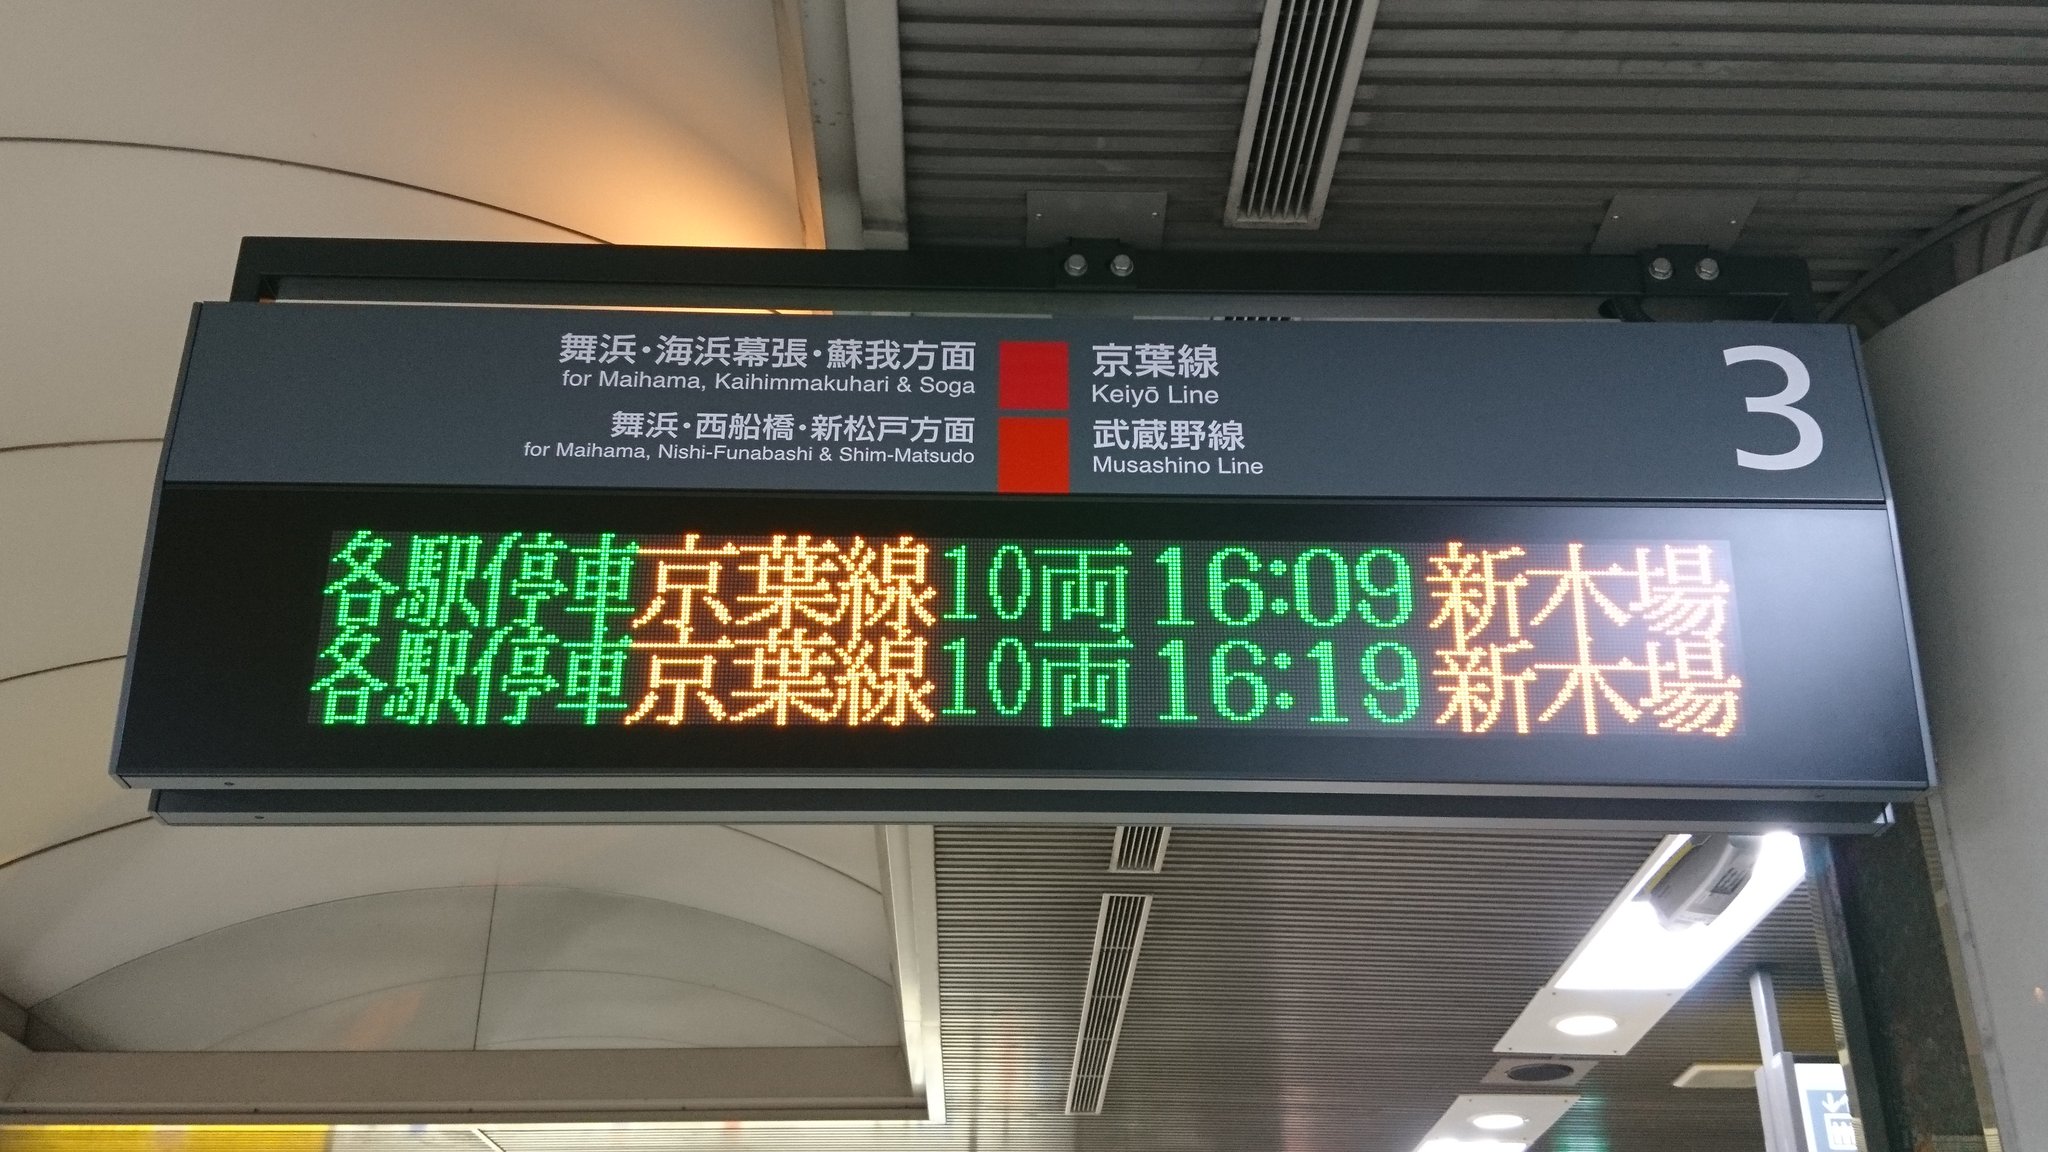 舞浜・海浜幕張・蘇我方面 京葉線 3
for Maihama, Kaihimmakuhari & Soga Keiyō Line
舞浜・西船橋・新松戸方面 武蔵野線
for Maihama, Nishi-Funabashi & Shim-Matsudo Musashino Line
各駅停車 京葉線 10両 16:09 新木場
各駅停車 京葉線 10両 16:19 新木場